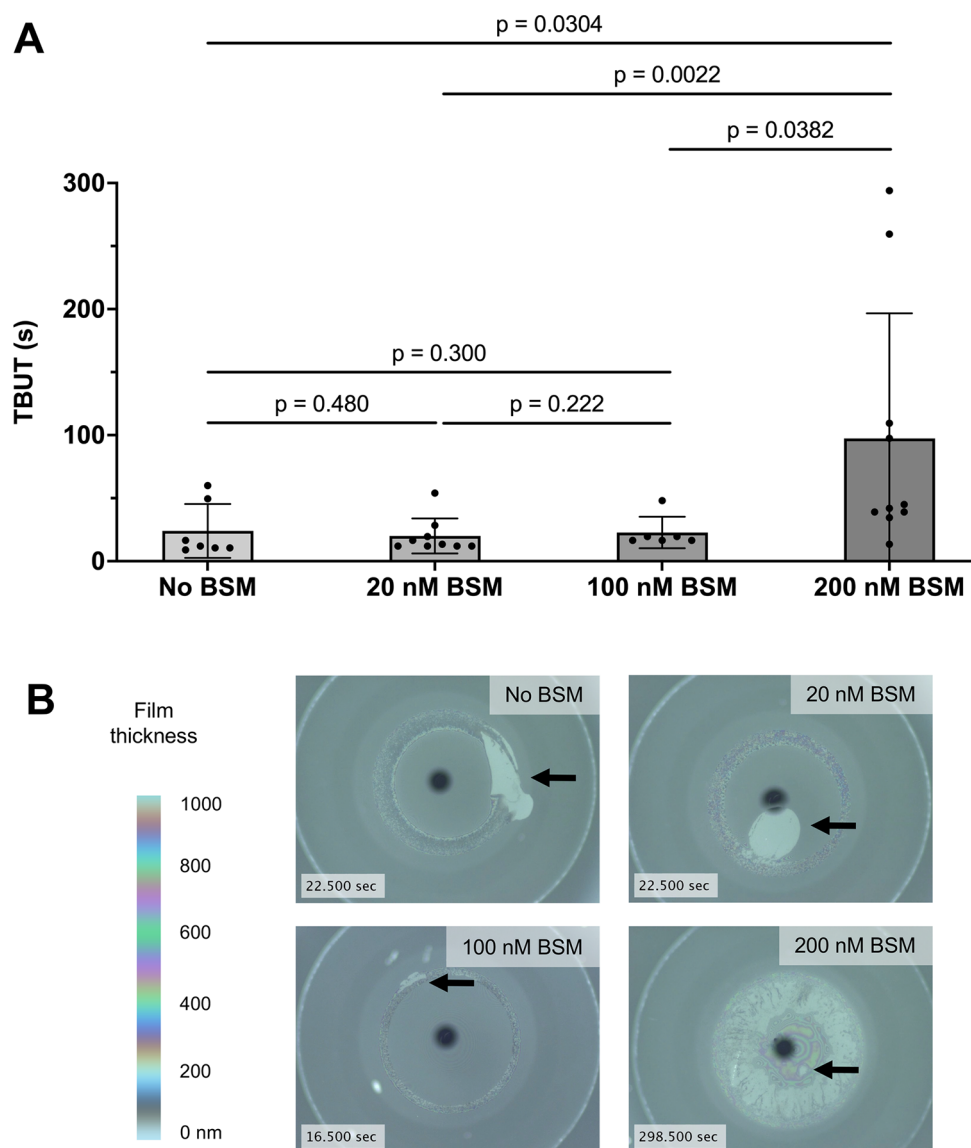 A
p = 0.0304
p = 0.0022
p = 0.0382
300
200
100
0
TBUT (s)
p = 0.300
p = 0.480
p = 0.222
No BSM
20 nM BSM
100 nM BSM
200 nM BSM
B
Film
thickness
1000
800
600
400
200
0 nm
No BSM
22.500 sec
20 nM BSM
22.500 sec
100 nM BSM
16.500 sec
200 nM BSM
298.500 sec